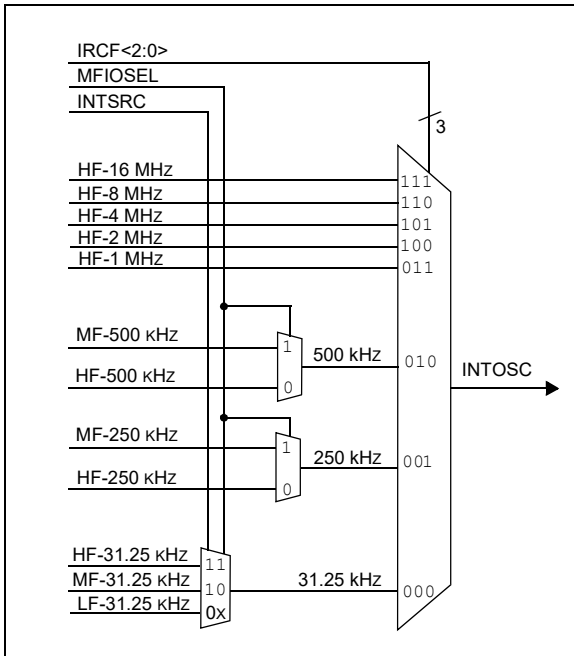 IRCF<2:0>
MFIOSEL
INTSRC
3
HF-16 MHZ
111
HF-8 MHZ
110
HF-4 MHZ
101
HF-2 MHZ
100
HF-1 MHZ
011
MF-500 KHZ
1
500 kHz
010
HF-500 KHZ
0
INTOSC
MF-250 KHZ
1
250 kHz
001
HF-250 KHZ
0
HF-31.25 KHZ
11
MF-31.25 KHZ
10
31.25 kHz
000
LF-31.25 KHZ
0X